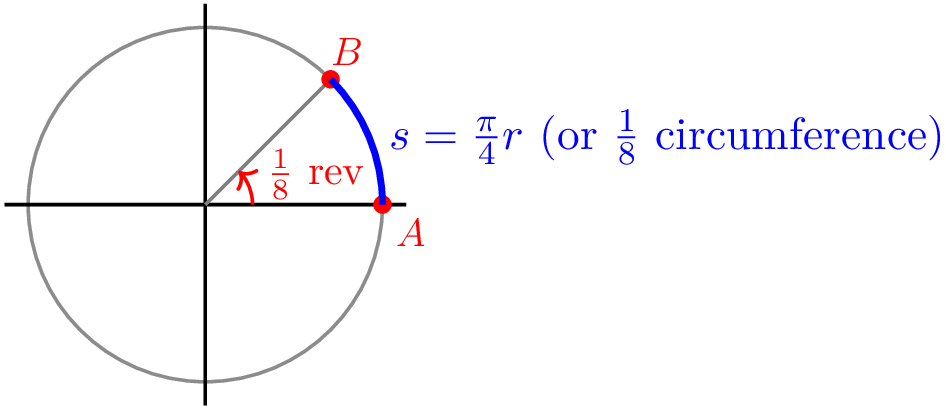 B
s = π/4 r (or 1/8 circumference)
1/8 rev
A